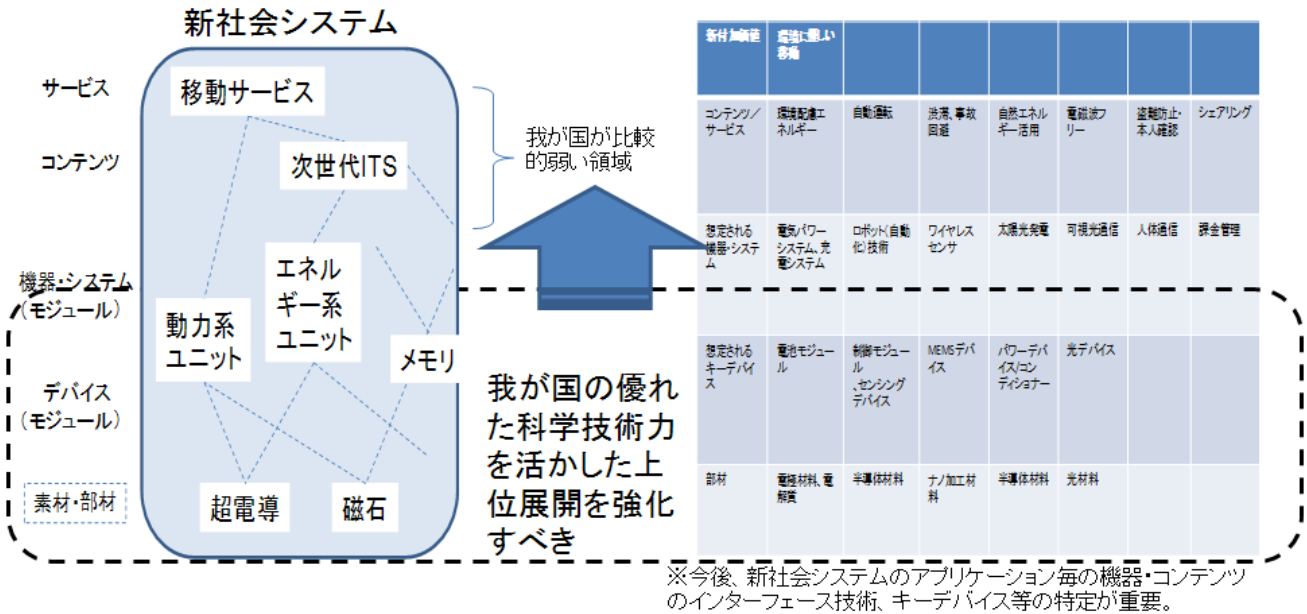 新社会システム
サービス
コンテンツ
機器・システム
(モジュール)
デバイス
(モジュール)
素材・部材
移動サービス
次世代ITS
エネル
ギー系
ユニット
動力系
ユニット
メモリ
超電導
磁石
我が国が比較
的弱い領域
我が国の優れ
た科学技術力
を活かした上
位展開を強化
すべき
新付加価値
環境に優しい
移動
コンテンツ/
サービス
環境配慮エ
ネルギー
自動運転
渋滞、事故
回避
自然エネル
ギー活用
電磁波フ
リー
盗難防止・
本人確認
シェアリング
想定される
機器・システ
ム
電気パワー
システム、充
電システム
ロボット(自動
化)技術
ワイヤレス
センサ
太陽光発電
可視光通信
人体通信
課金管理
想定される
キーデバイ
ス
電池モジュー
ル
制御モジュー
ル
、センシング
デバイス
MEMSデバ
イス
パワーデバ
イス/コン
ディショナー
光デバイス
部材
電極材料、電
解質
半導体材料
ナノ加工材
料
半導体材料
光材料
※今後、新社会システムのアプリケーション毎の機器・コンテンツ
のインターフェース技術、キーデバイス等の特定が重要。